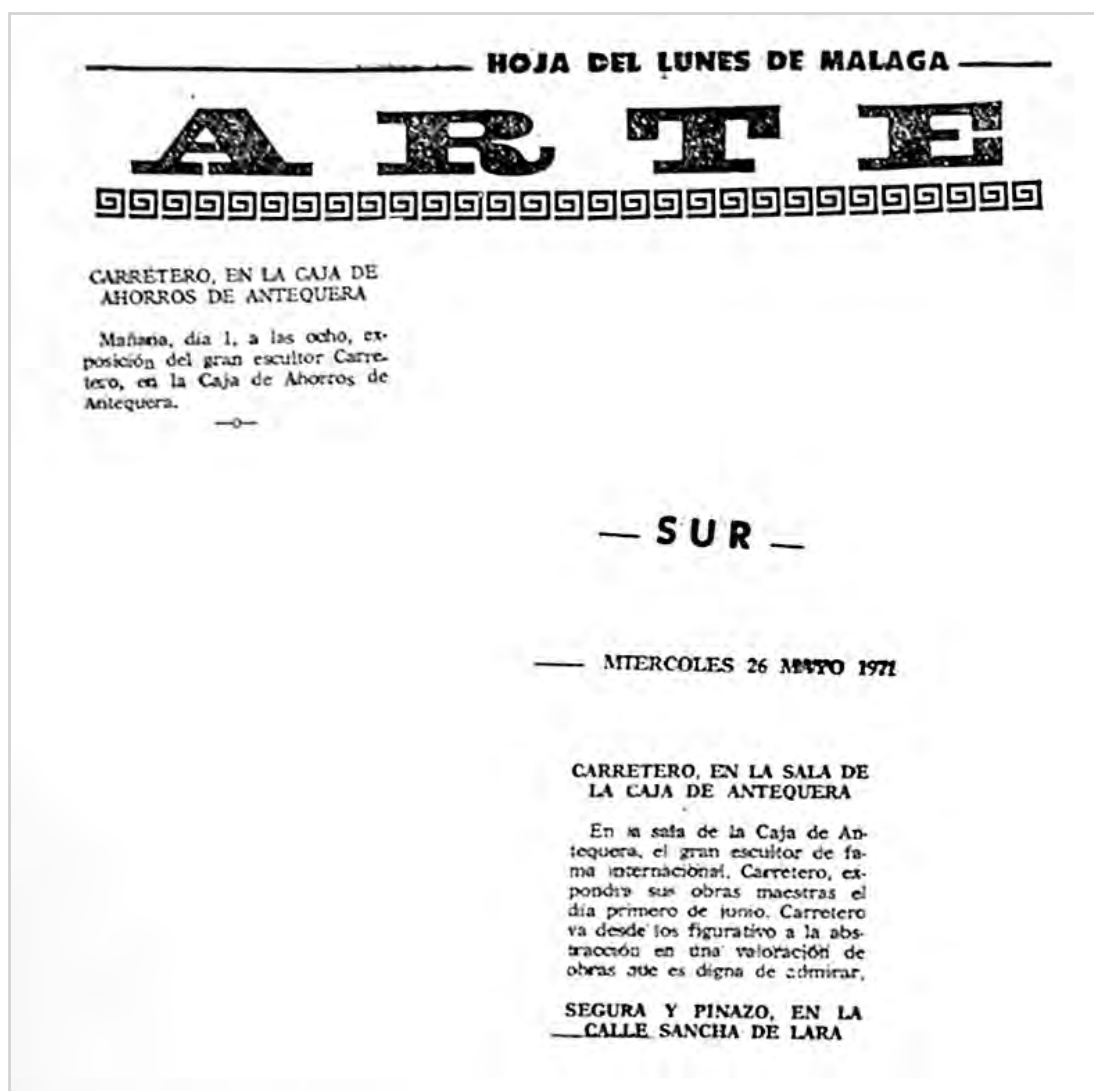 HOJA DEL LUNES DE MALAGA
ARTE
CARRETERO, EN LA CAJA DE
AHORROS DE ANTEQUERA
Mañana, día 1, a las ocho, ex-
posición del gran escultor Carre-
tero, en la Caja de Ahorros de
Antequera.
— SUR —
MIERCOLES 26 MAYO 1971
CARRETERO, EN LA SALA DE
LA CAJA DE ANTEQUERA
En la sala de la Caja de An-
tequera, el gran escultor de fa-
ma internacional, Carretero, ex-
pondrá sus obras maestras el
día primero de junio. Carretero
va desde los figurativo a la abs-
tracción en una valoración de
obras que es digna de admirar.
SEGURA Y PINAZO, EN LA
CALLE SANCHA DE LARA